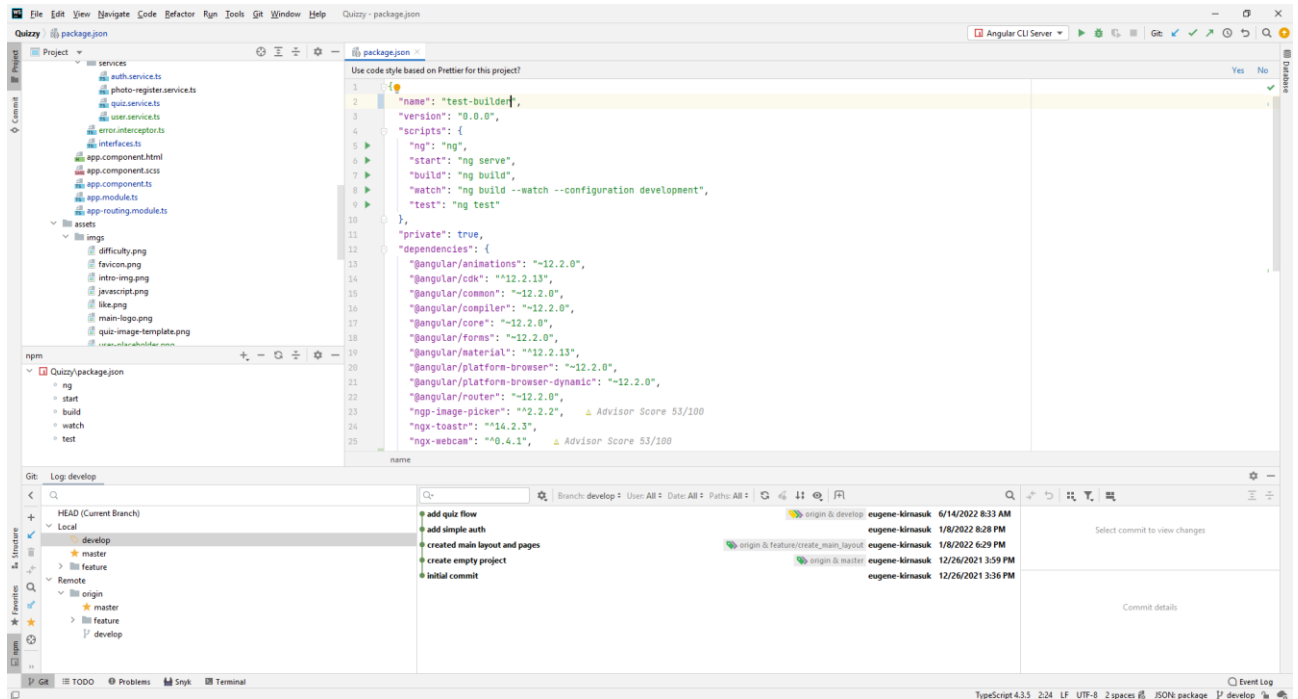 File Edit View Navigate Code Refactor Run Tools Git Window Help Quizzy - package.json
Quizzy package.json
Angular CLI Server Git:
Project
package.json
services
auth.service.ts
photo-register.service.ts
quiz.service.ts
user.service.ts
error.interceptor.ts
interfaces.ts
app.component.html
app.component.scss
app.component.ts
app.module.ts
app-routing.module.ts
assets
imgs
difficulty.png
favicon.png
intro-img.png
javascript.png
like.png
main-logo.png
quiz-image-template.png
user-placeholder.png
Use code style based on Prettier for this project? Yes No
1 {
2 "name": "test-builder",
3 "version": "0.0.0",
4 "scripts": {
5 "ng": "ng",
6 "start": "ng serve",
7 "build": "ng build",
8 "watch": "ng build --watch --configuration development",
9 "test": "ng test"
10 },
11 "private": true,
12 "dependencies": {
13 "@angular/animations": "~12.2.0",
14 "@angular/cdk": "^12.2.13",
15 "@angular/common": "~12.2.0",
16 "@angular/compiler": "~12.2.0",
17 "@angular/core": "~12.2.0",
18 "@angular/forms": "~12.2.0",
19 "@angular/material": "^12.2.13",
20 "@angular/platform-browser": "~12.2.0",
21 "@angular/platform-browser-dynamic": "~12.2.0",
22 "@angular/router": "~12.2.0",
23 "ngp-image-picker": "^2.2.2", Advisor Score 53/100
24 "ngx-toastr": "^14.2.3",
25 "ngx-webcam": "^0.4.1", Advisor Score 53/100
name
npm
Quizzy\package.json
ng
start
build
watch
test
Project
Commit
Structure
Favorites
npm
Database
Git: Log: develop
HEAD (Current Branch)
Local
develop
master
feature
Remote
origin
master
feature
develop
Branch: develop User: All Date: All Paths: All
add quiz flow origin & develop eugene-kirnasuk 6/14/2022 8:33 AM
add simple auth eugene-kirnasuk 1/8/2022 8:28 PM
created main layout and pages origin & feature/create_main_layout eugene-kirnasuk 1/8/2022 6:29 PM
create empty project origin & master eugene-kirnasuk 12/26/2021 3:59 PM
initial commit eugene-kirnasuk 12/26/2021 3:36 PM
Select commit to view changes
Commit details
Git TODO Problems Snyk Terminal Event Log
TypeScript 4.3.5 2:24 LF UTF-8 2 spaces JSON: package develop